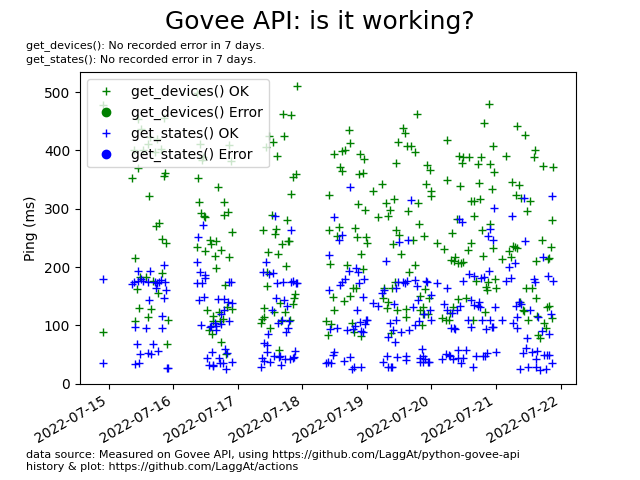 Govee API: is it working?
get_devices(): No recorded error in 7 days.
get_states(): No recorded error in 7 days.
get_devices() OK
get_devices() Error
get_states() OK
get_states() Error
Ping (ms)
500
400
300
200
100
0
2022-07-15
2022-07-16
2022-07-17
2022-07-18
2022-07-19
2022-07-20
2022-07-21
2022-07-22
data source: Measured on Govee API, using https://github.com/LaggAt/python-govee-api
history & plot: https://github.com/LaggAt/actions